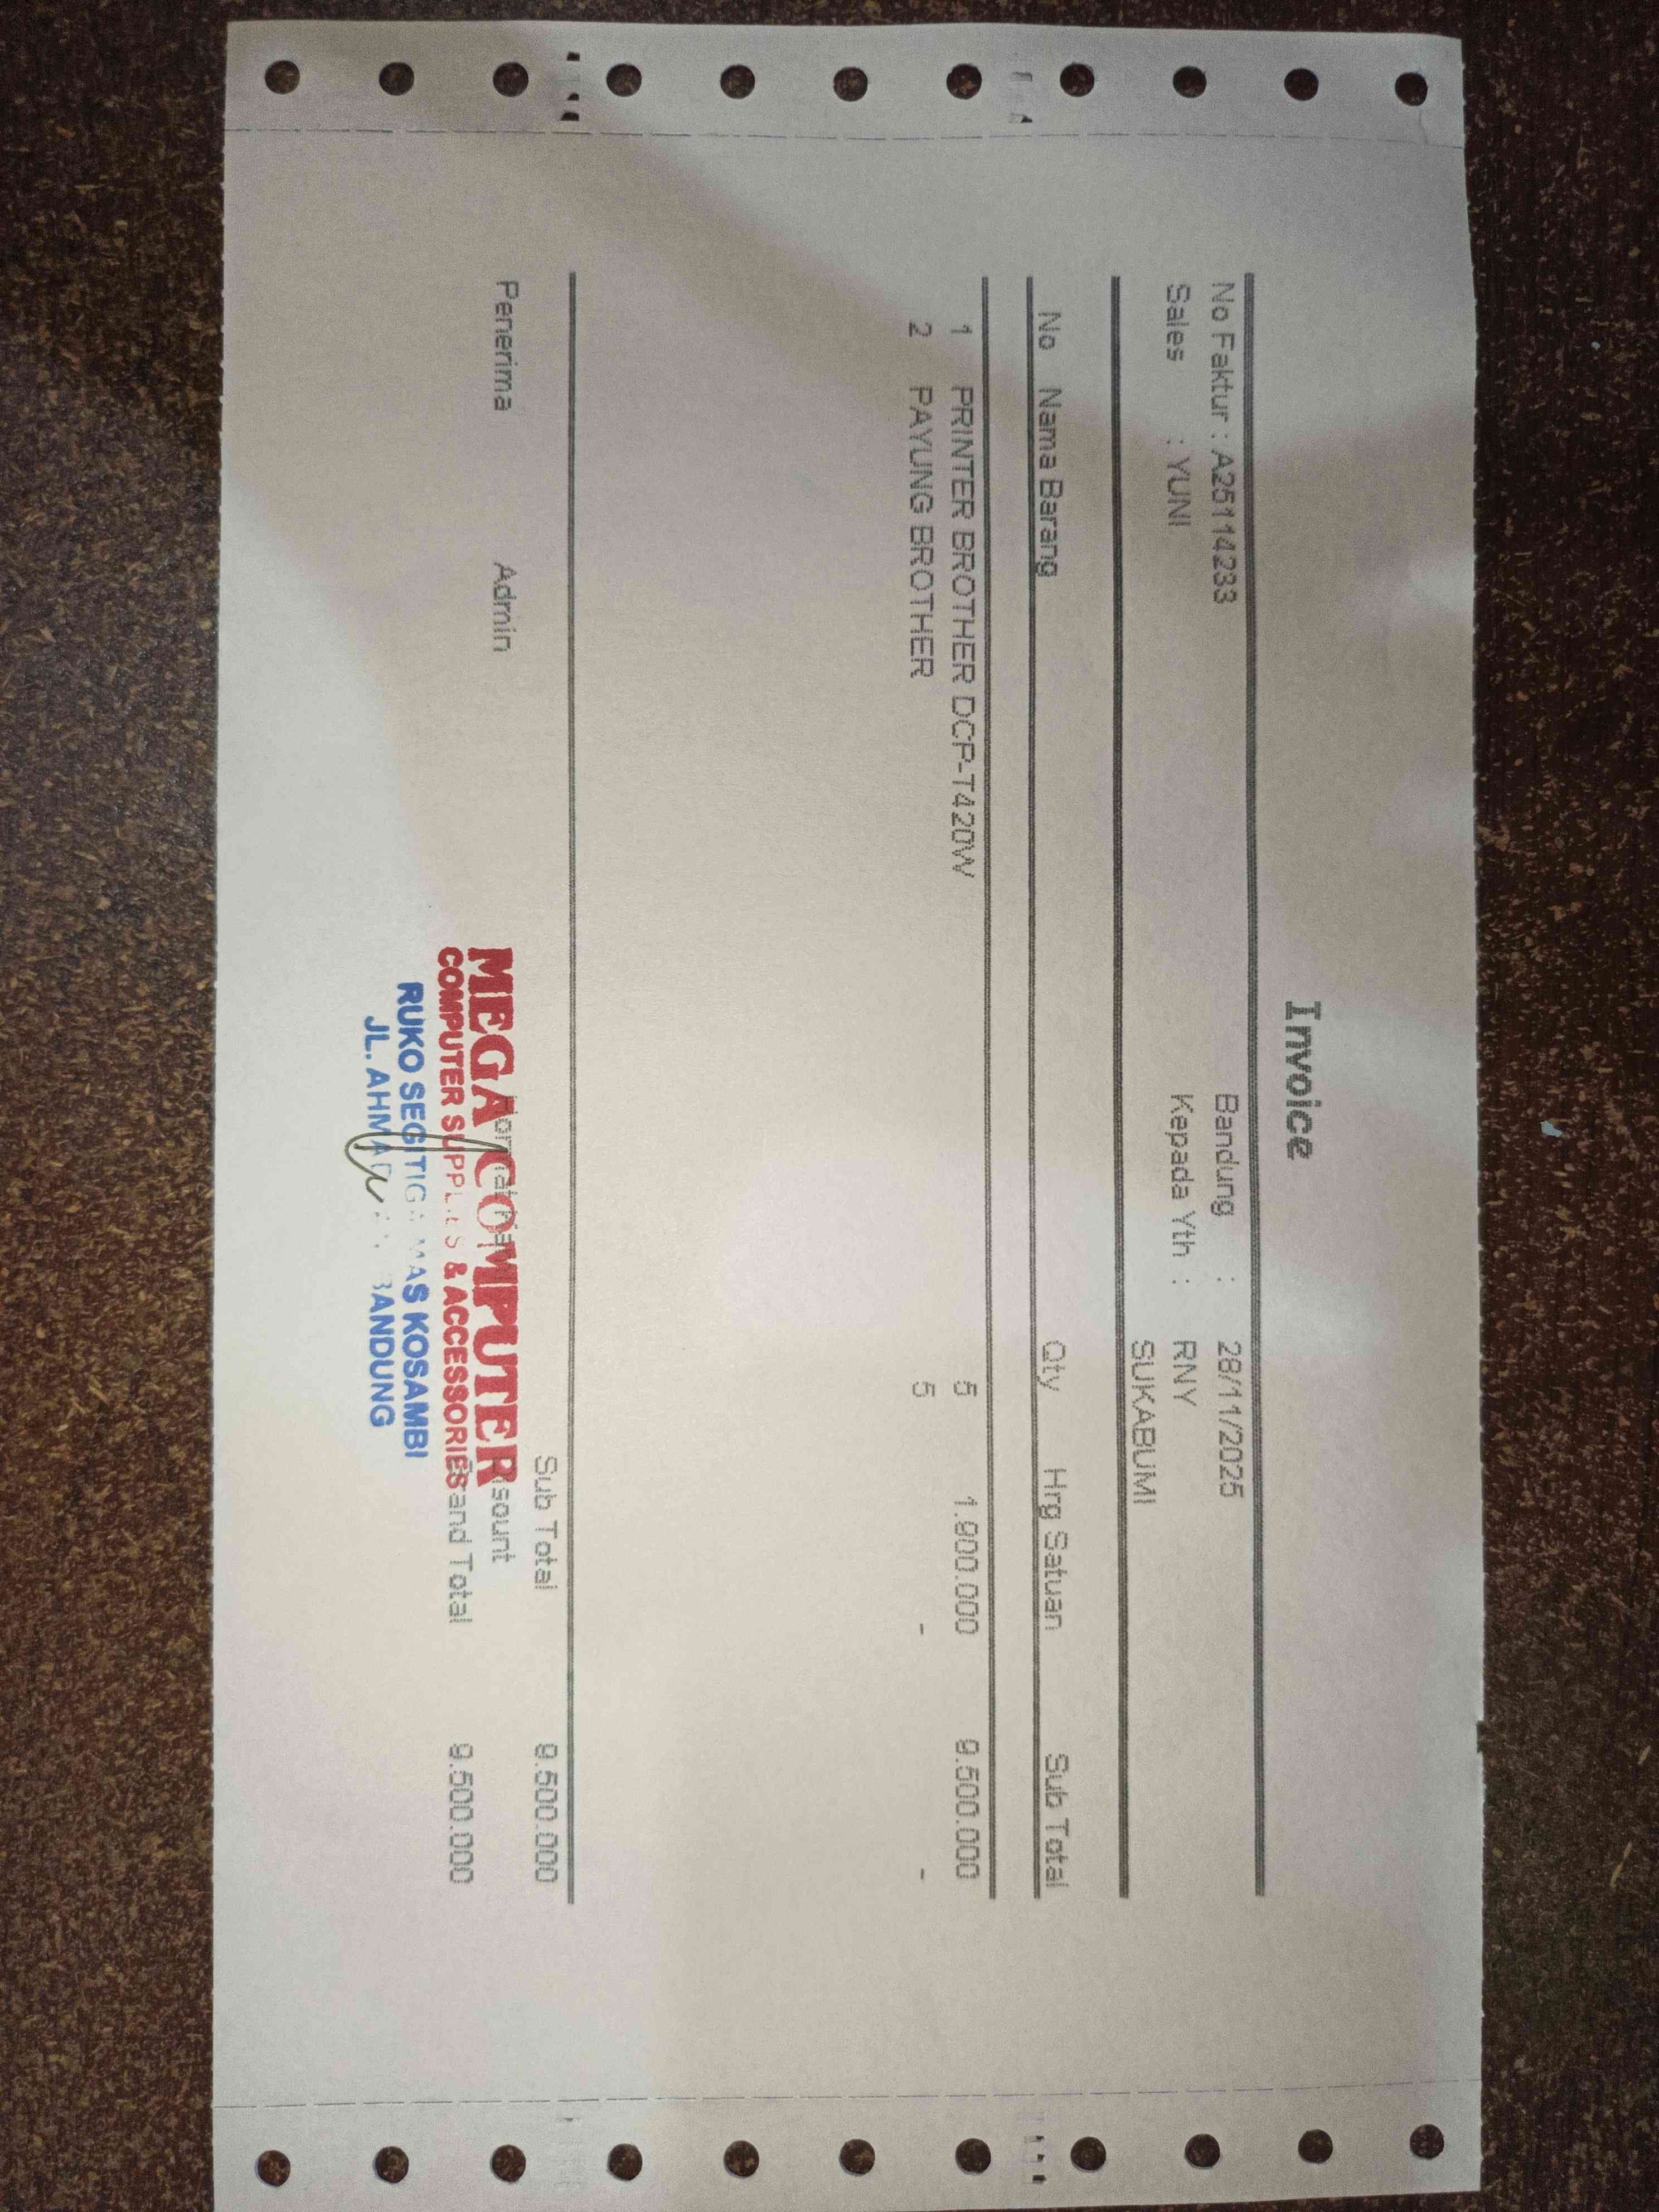 Invoice
No Faktur : A25114233 Bandung : 28/11/2025
Sales : YUNI Kepada Yth : RNY
SUKABUMI
No Nama Barang Qty Hrg Satuan Sub Total
1 PRINTER BROTHER DCP-T420W 5 1.900.000 9.500.000
2 PAYUNG BROTHER 5 - -
Sub Total 9.500.000
Penerima Admin
MEGA COMPUTER
COMPUTER SUPPLIES & ACCESSORIES
Total 9.500.000
RUKO SEGITIGA MAS KOSAMBI
JL. AHMAD BANDUNG